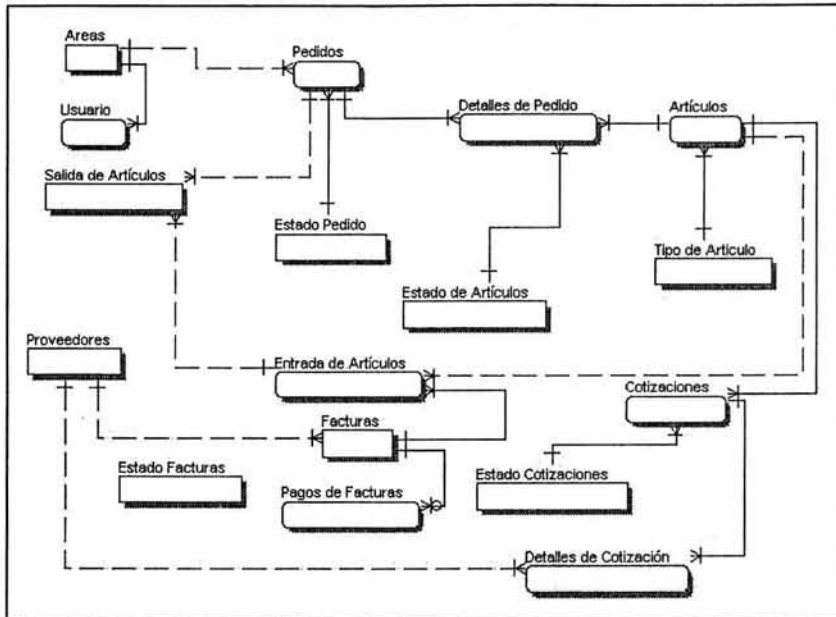 Areas
Pedidos
Usuario
Detalles de Pedido
Artículos
Salida de Artículos
Estado Pedido
Tipo de Artículo
Estado de Artículos
Proveedores
Entrada de Artículos
Cotizaciones
Facturas
Estado Facturas
Estado Cotizaciones
Pagos de Facturas
Detalles de Cotización